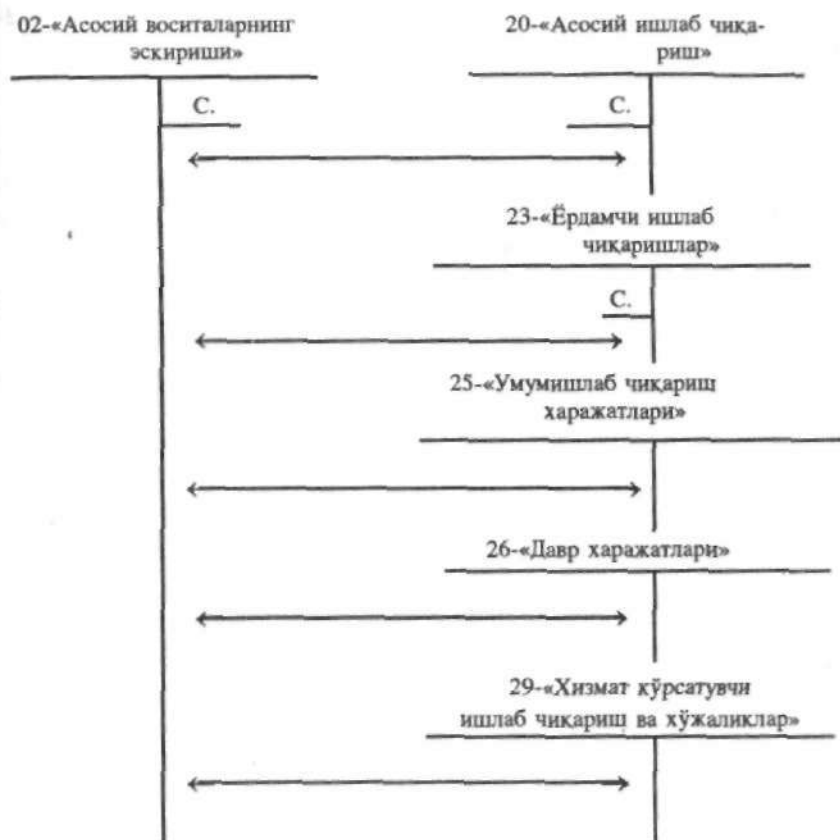 02-«Асосий воситаларнинг
эскириши»
20-«Асосий ишлаб чиқа-
риш»
С.
С.
23-«Ёрдамчи ишлаб
чиқаришлар»
С.
25-«Умумишлаб чиқариш
харажатлари»
26-«Давр харажатлари»
29-«Хизмат кўрсатувчи
ишлаб чиқариш ва хўжаликлар»